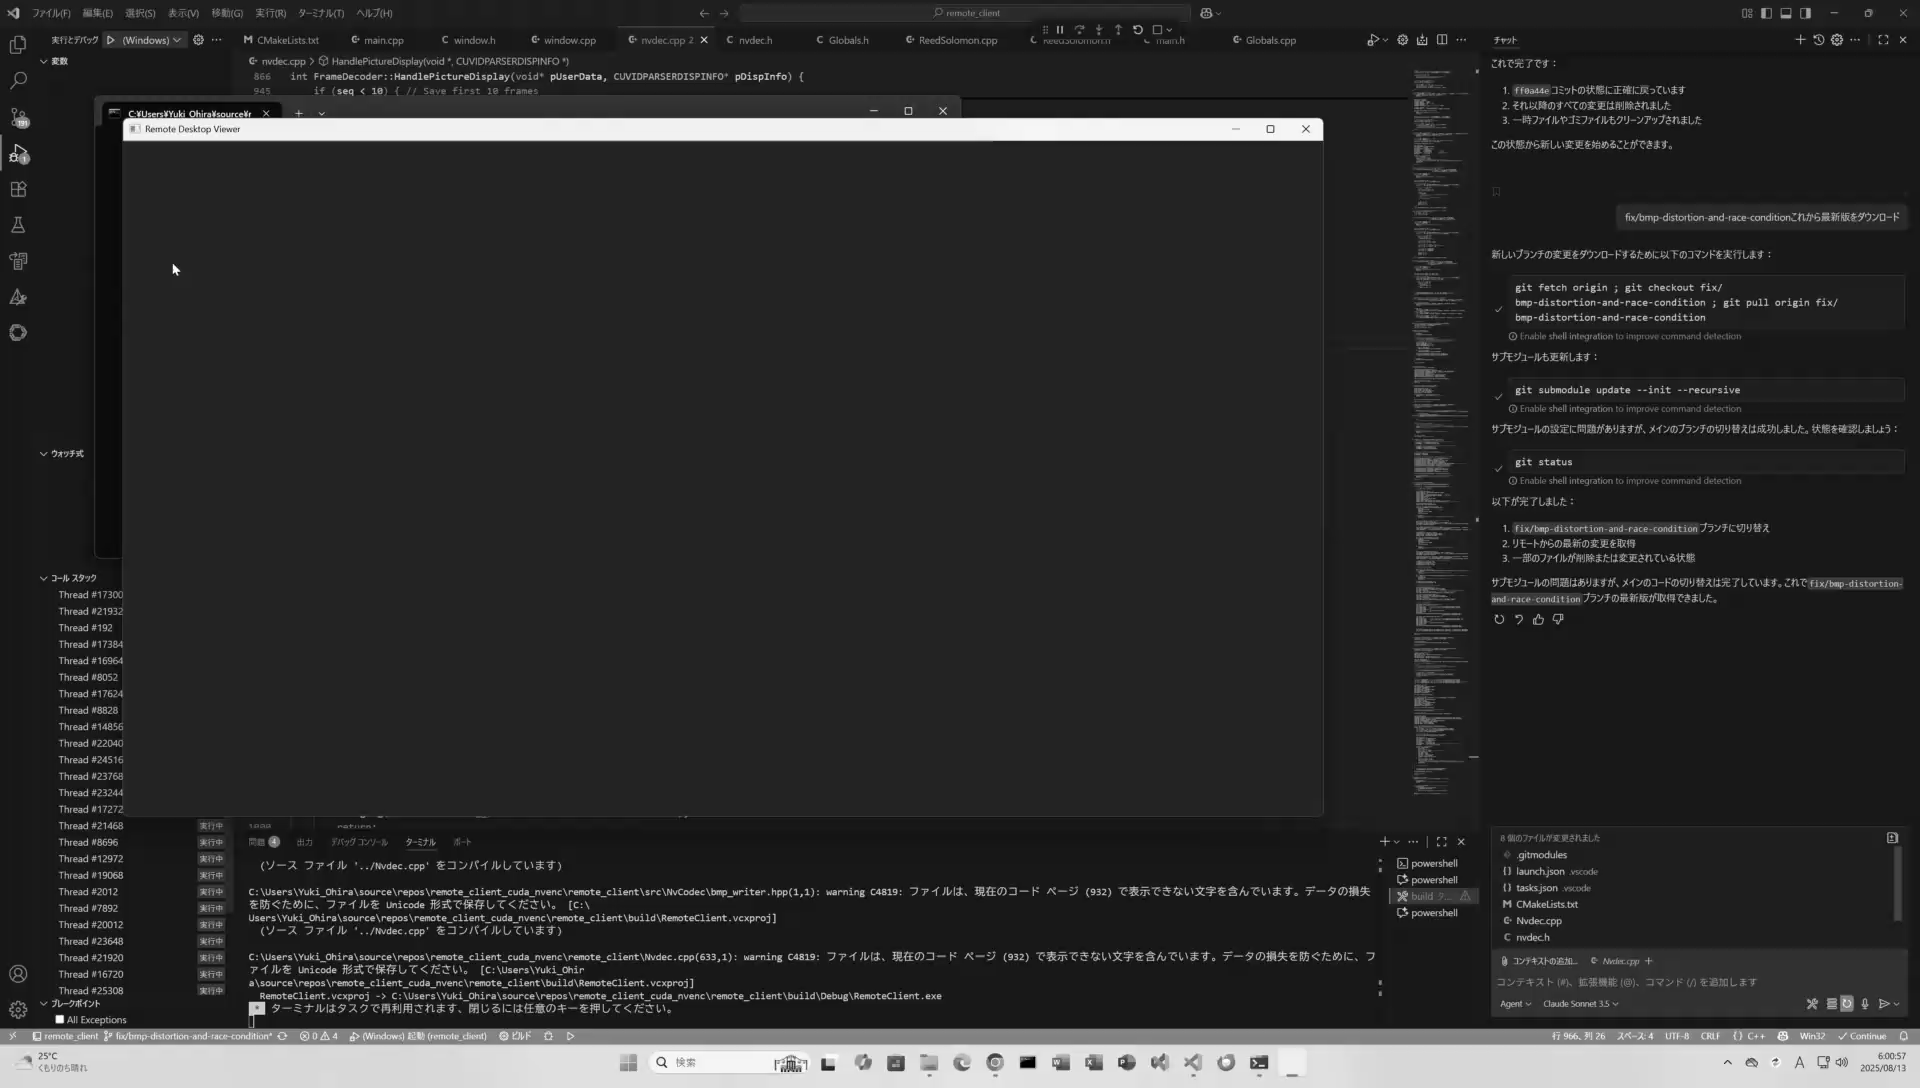 ファイル(F) 編集(E) 選択(S) 表示(V) 移動(G) 実行(R) ターミナル(T) ヘルプ(H)
remote_client
実行とデバッグ (Windows)
CMakeLists.txt main.cpp window.h window.cpp nvdec.cpp 2 nvdec.h Globals.h ReedSolomon.cpp ReedSolomon.h main.h Globals.cpp
チャット
変数
nvdec.cpp > HandlePictureDisplay(void *, CUVIDPARSERDISPINFO *)
866 int FrameDecoder::HandlePictureDisplay(void* pUserData, CUVIDPARSERDISPINFO* pDispInfo) {
945 if (seq < 10) { // Save first 10 frames
C:¥Users¥Yuki_Ohira¥source¥r
Remote Desktop Viewer
ウォッチ式
コール スタック
Thread #17300
Thread #21932
Thread #192
Thread #17384
Thread #16964
Thread #8052
Thread #17624
Thread #8828
Thread #14856
Thread #22040
Thread #24516
Thread #23768
Thread #23244
Thread #17272
Thread #21468 実行中
Thread #8696 実行中
Thread #12972 実行中
Thread #19068 実行中
Thread #2012 実行中
Thread #7892 実行中
Thread #20012 実行中
Thread #23648 実行中
Thread #21920 実行中
Thread #16720 実行中
Thread #25308 実行中
ブレークポイント
All Exceptions
問題 4 出力 デバッグ コンソール ターミナル ポート
(ソース ファイル '../Nvdec.cpp' をコンパイルしています)
C:\Users\Yuki_Ohira\source\repos\remote_client_cuda_nvenc\remote_client\src\NvCodec\bmp_writer.hpp(1,1): warning C4819: ファイルは、現在のコード ページ (932) で表示できない文字を含んでいます。データの損失
を防ぐために、ファイルを Unicode 形式で保存してください。 [C:\
Users\Yuki_Ohira\source\repos\remote_client_cuda_nvenc\remote_client\build\RemoteClient.vcxproj]
(ソース ファイル '../Nvdec.cpp' をコンパイルしています)
C:\Users\Yuki_Ohira\source\repos\remote_client_cuda_nvenc\remote_client\Nvdec.cpp(633,1): warning C4819: ファイルは、現在のコード ページ (932) で表示できない文字を含んでいます。データの損失を防ぐために、フ
ァイルを Unicode 形式で保存してください。 [C:\Users\Yuki_Ohir
a\source\repos\remote_client_cuda_nvenc\remote_client\build\RemoteClient.vcxproj]
RemoteClient.vcxproj -> C:\Users\Yuki_Ohira\source\repos\remote_client_cuda_nvenc\remote_client\build\Debug\RemoteClient.exe
* ターミナルはタスクで再利用されます、閉じるには任意のキーを押してください。
powershell
powershell
build
powershell
これで完了です：
1. ff0a44eコミットの状態に正確に戻っています
2. それ以降のすべての変更は削除されました
3. 一時ファイルやゴミファイルもクリーンアップされました
この状態から新しい変更を始めることができます。
fix/bmp-distortion-and-race-conditionこれから最新版をダウンロード
新しいブランチの変更をダウンロードするために以下のコマンドを実行します：
git fetch origin ; git checkout fix/
bmp-distortion-and-race-condition ; git pull origin fix/
bmp-distortion-and-race-condition
Enable shell integration to improve command detection
サブモジュールも更新します：
git submodule update --init --recursive
Enable shell integration to improve command detection
サブモジュールの設定に問題がありますが、メインのブランチの切り替えは成功しました。状態を確認しましょう：
git status
Enable shell integration to improve command detection
以下が完了しました：
1. fix/bmp-distortion-and-race-conditionブランチに切り替え
2. リモートからの最新の変更を取得
3. 一部のファイルが削除または変更されている状態
サブモジュールの問題はありますが、メインのコードの切り替えは完了しています。これでfix/bmp-distortion-
and-race-conditionブランチの最新版が取得できました。
8 個のファイルが変更されました
.gitmodules
launch.json .vscode
tasks.json .vscode
CMakeLists.txt
Nvdec.cpp
nvdec.h
コンテキストの追加... Nvdec.cpp +
コンテキスト (#)、拡張機能 (@)、コマンド (/) を追加します
Agent Claude Sonnet 3.5
remote_client fix/bmp-distortion-and-race-condition* 0 4 (Windows) 起動 (remote_client) ビルド
行 966、列 26 スペース: 4 UTF-8 CRLF {} C++ Win32 Continue
25°C
くもりのち晴れ
検索
A
6:00:57
2025/08/13